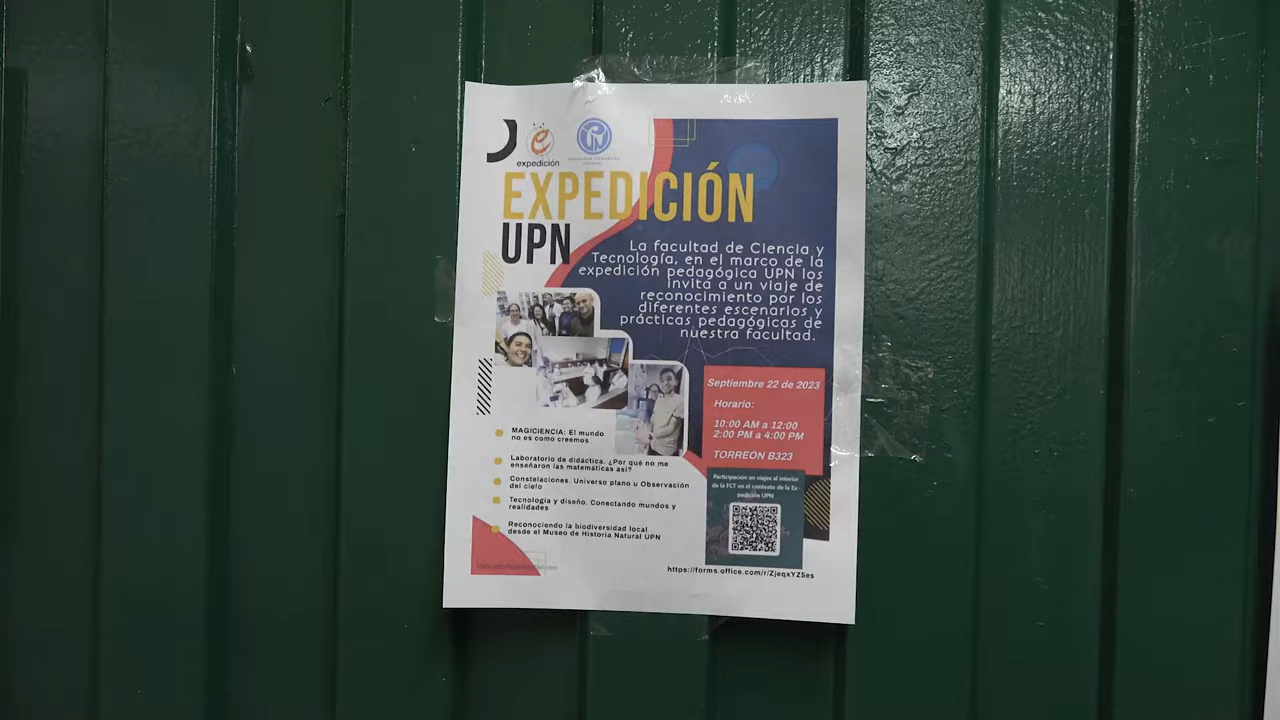 expedición
EXPEDICIÓN
UPN
La facultad de Ciencia y
Tecnología, en el marco de la
expedición pedagógica UPN los
invita a un viaje de
reconocimiento por los
diferentes escenarios y
prácticas pedagógicas de
nuestra facultad.
Septiembre 22 de 2023
Horario:
10:00 AM a 12:00
2:00 PM a 4:00 PM
TORREÓN B323
MAGICIENCIA: El mundo
no es como creemos
Laboratorio de didáctica. ¿Por qué no me
enseñaron las matemáticas así?
Constelaciones. Universo plano u Observación
del cielo
Tecnología y diseño. Conectando mundos y
realidades
Reconociendo la biodiversidad local
desde el Museo de Historia Natural UPN
Participación en viajes al interior
de la FCT en el contexto de la Ex-
pedición UPN
https://forms.office.com/r/ZjeqxYZ5es